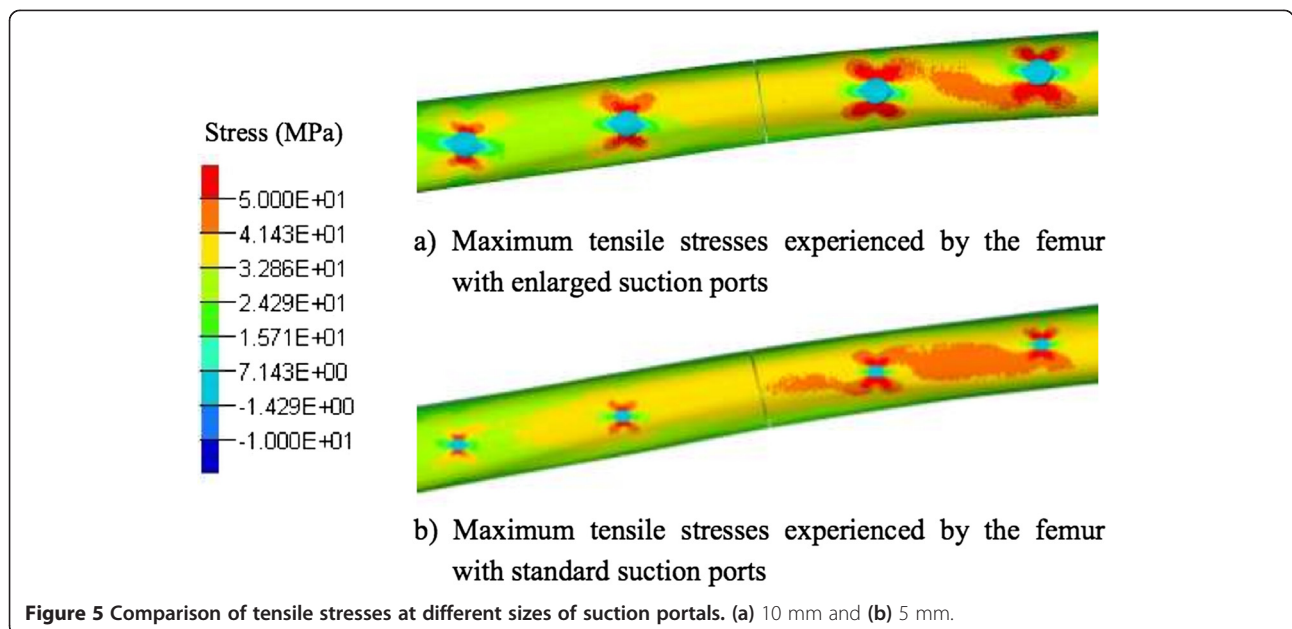 Stress (MPa)
5.000E+01
4.143E+01
3.286E+01
2.429E+01
1.571E+01
7.143E+00
-1.429E+00
-1.000E+01
a) Maximum tensile stresses experienced by the femur
with enlarged suction ports
b) Maximum tensile stresses experienced by the femur
with standard suction ports
Figure 5 Comparison of tensile stresses at different sizes of suction portals. (a) 10 mm and (b) 5 mm.